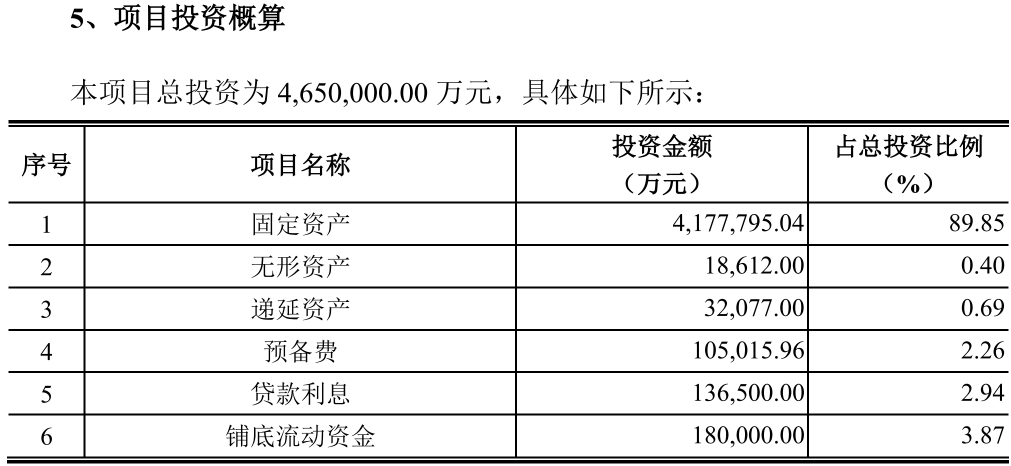 5、项目投资概算
本项目总投资为 4,650,000.00 万元，具体如下所示：
序号 项目名称 投资金额（万元） 占总投资比例（%）
1 固定资产 4,177,795.04 89.85
2 无形资产 18,612.00 0.40
3 递延资产 32,077.00 0.69
4 预备费 105,015.96 2.26
5 贷款利息 136,500.00 2.94
6 铺底流动资金 180,000.00 3.87